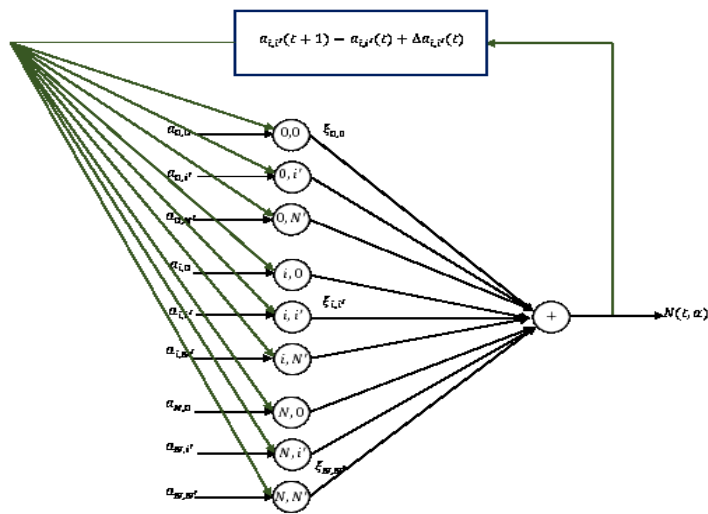 a_{i,i'}(t + 1) − a_{i,i'}(t) + Δa_{i,i'}(t)
a_{0,0}
0,0
ξ_{0,0}
a_{0,i'}
0, i'
a_{0,N'}
0, N'
a_{i,0}
i, 0
a_{i,i'}
i, i'
ξ_{i,i'}
+
N(t, α)
a_{i,N'}
i, N'
a_{N,0}
N, 0
a_{N,i'}
N, i'
ξ_{N,N'}
a_{N,N'}
N, N'